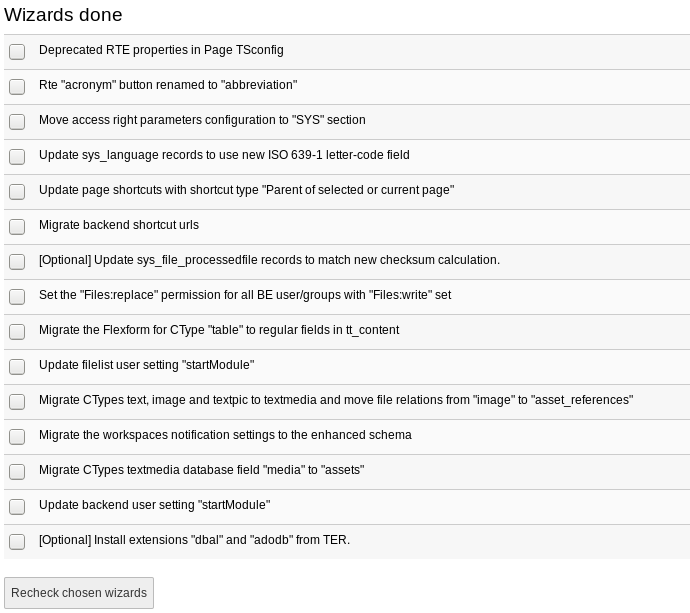 Wizards done
Deprecated RTE properties in Page TSconfig
Rte "acronym" button renamed to "abbreviation"
Move access right parameters configuration to "SYS" section
Update sys_language records to use new ISO 639-1 letter-code field
Update page shortcuts with shortcut type "Parent of selected or current page"
Migrate backend shortcut urls
[Optional] Update sys_file_processedfile records to match new checksum calculation.
Set the "Files:replace" permission for all BE user/groups with "Files:write" set
Migrate the Flexform for CType "table" to regular fields in tt_content
Update filelist user setting "startModule"
Migrate CTypes text, image and textpic to textmedia and move file relations from "image" to "asset_references"
Migrate the workspaces notification settings to the enhanced schema
Migrate CTypes textmedia database field "media" to "assets"
Update backend user setting "startModule"
[Optional] Install extensions "dbal" and "adodb" from TER.
Recheck chosen wizards